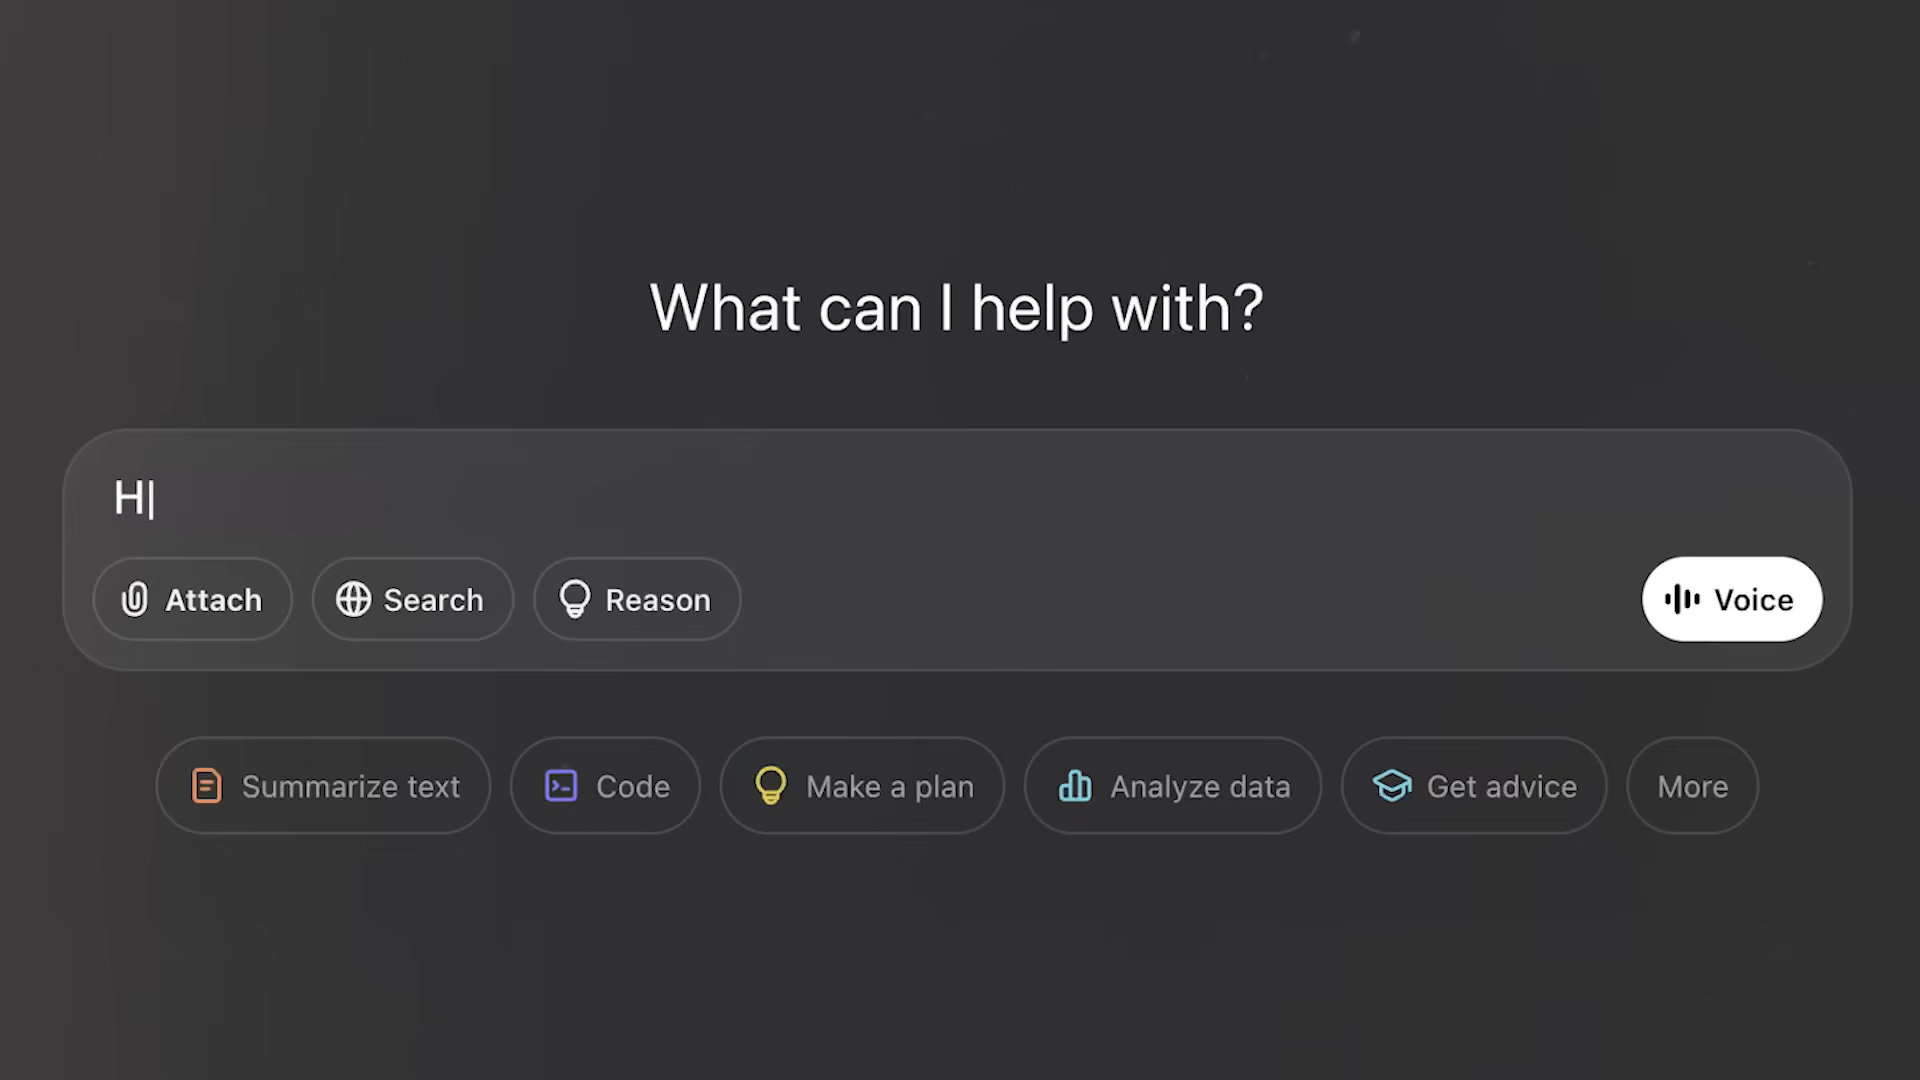 What can I help with?
H
Attach Search Reason Voice
Summarize text Code Make a plan Analyze data Get advice More